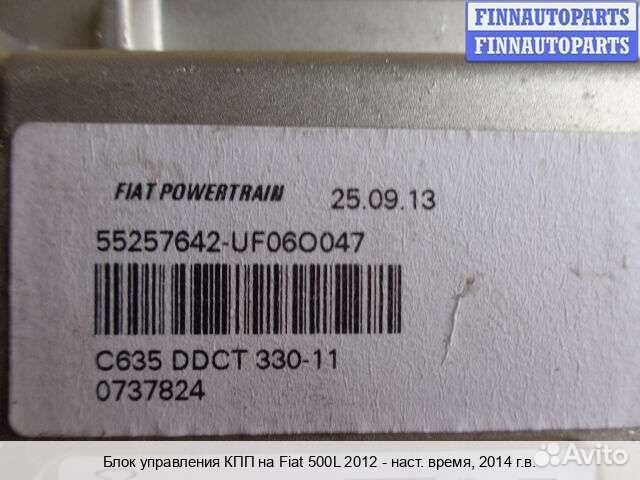 FINNAUTOPARTS
FINNAUTOPARTS
FIAT POWERTRAIN 25.09.13
55257642-UF06O047
C635 DDCT 330-11
0737824
Блок управления КПП на Fiat 500L 2012 - наст. время, 2014 г.в.
Avito